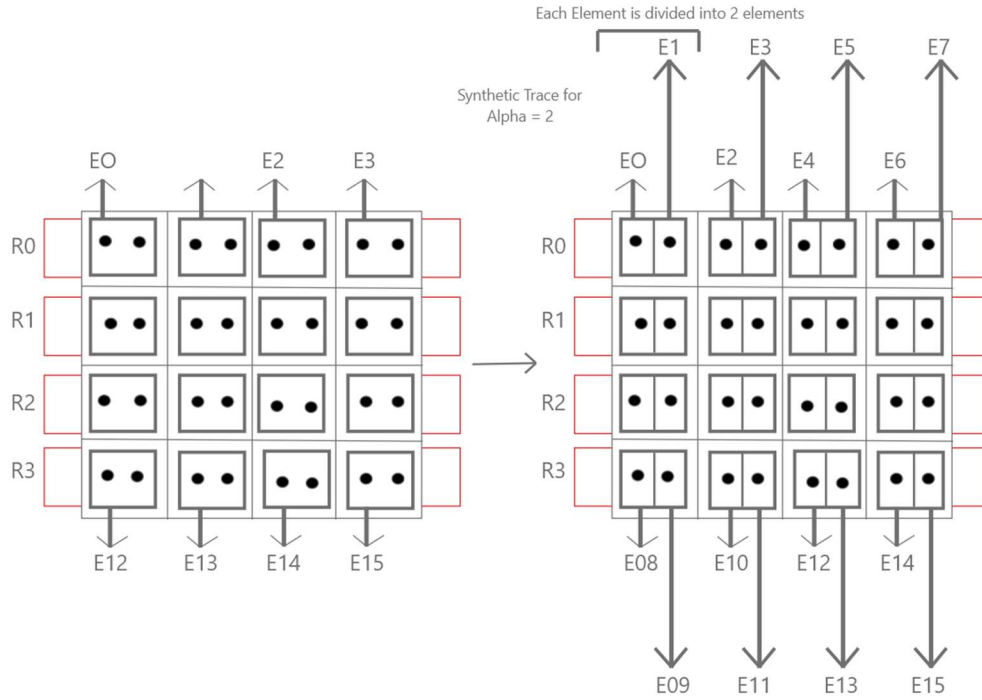 Each Element is divided into 2 elements
E1 E3 E5 E7
Synthetic Trace for
Alpha = 2
EO E2 E3 EO E2 E4 E6
R0 R0
R1 R1
R2 R2
R3 R3
E12 E13 E14 E15 E08 E10 E12 E14
E09 E11 E13 E15